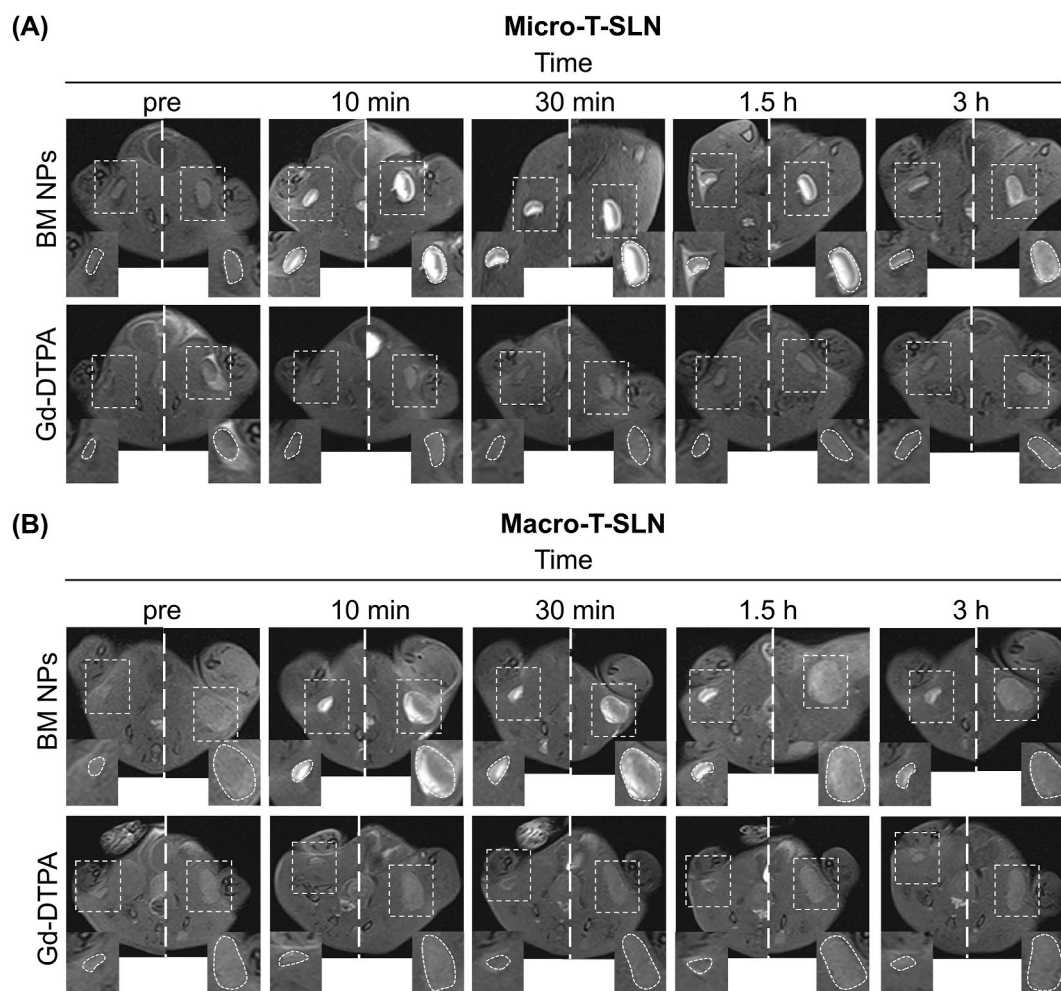 (A)
Micro-T-SLN
Time
pre 10 min 30 min 1.5 h 3 h
BM NPs
Gd-DTPA
(B)
Macro-T-SLN
Time
pre 10 min 30 min 1.5 h 3 h
BM NPs
Gd-DTPA